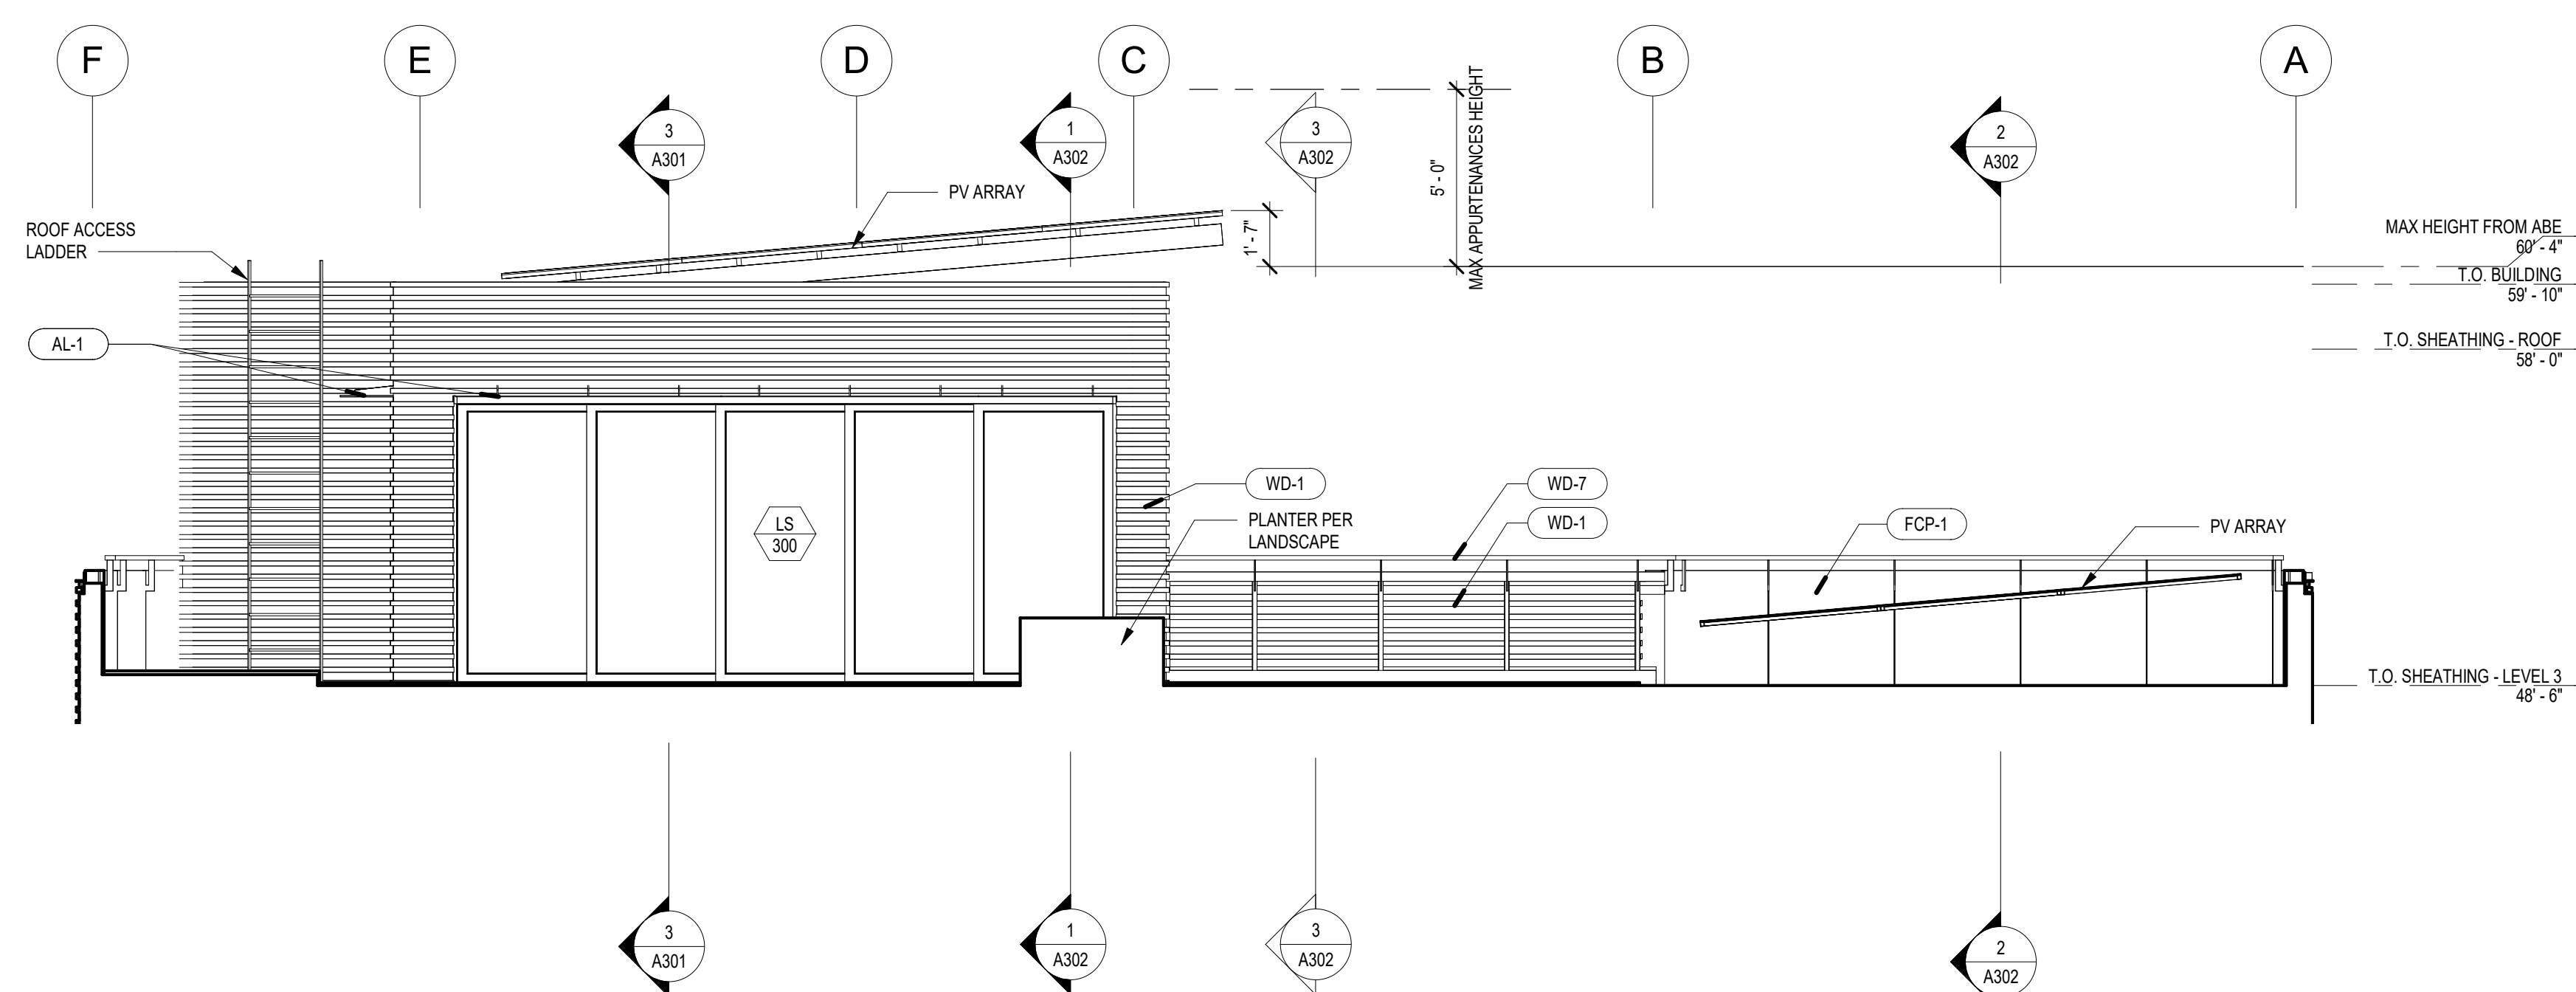 F
E
D
C
B
A
3
A301
1
A302
3
A302
2
A302
PV ARRAY
5' - 0"
MAX APPURTENANCES HEIGHT
1' - 7"
ROOF ACCESS
LADDER
MAX HEIGHT FROM ABE
60' - 4"
T.O. BUILDING
59' - 10"
T.O. SHEATHING - ROOF
58' - 0"
AL-1
WD-1
WD-7
WD-1
PLANTER PER
LANDSCAPE
FCP-1
PV ARRAY
LS
300
T.O. SHEATHING - LEVEL 3
48' - 6"
3
A301
1
A302
3
A302
2
A302